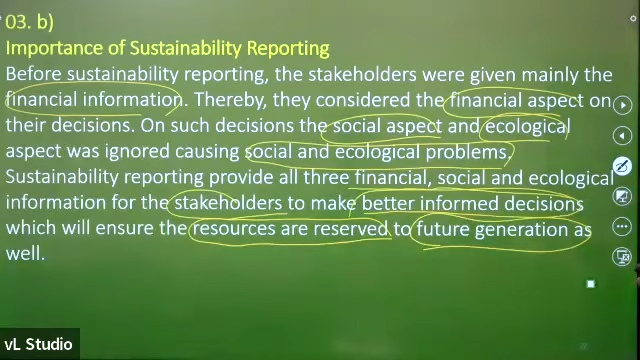 03. b)
Importance of Sustainability Reporting
Before sustainability reporting, the stakeholders were given mainly the
financial information. Thereby, they considered the financial aspect on
their decisions. On such decisions the social aspect and ecological
aspect was ignored causing social and ecological problems.
Sustainability reporting provide all three financial, social and ecological
information for the stakeholders to make better informed decisions
which will ensure the resources are reserved to future generation as
well.
vL Studio